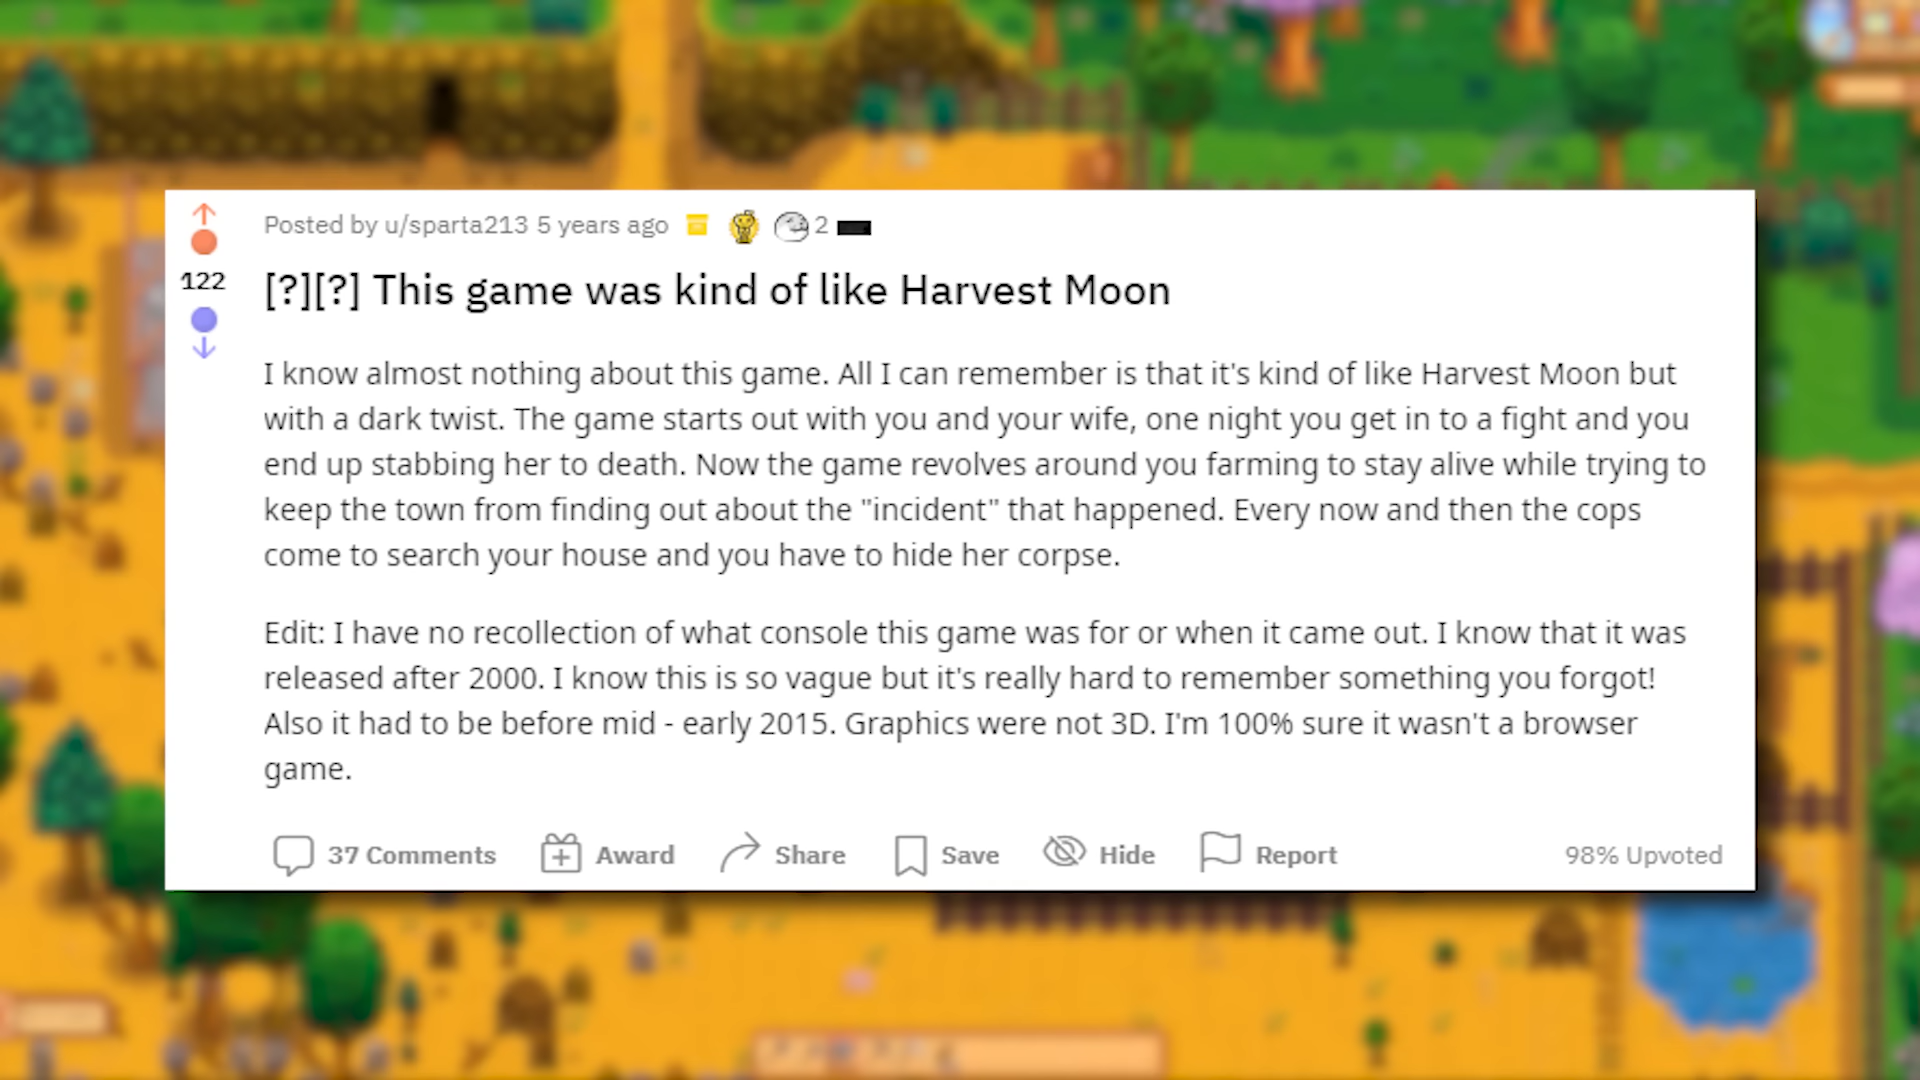 Posted by u/sparta213 5 years ago 2
122
[?][?] This game was kind of like Harvest Moon
I know almost nothing about this game. All I can remember is that it's kind of like Harvest Moon but
with a dark twist. The game starts out with you and your wife, one night you get in to a fight and you
end up stabbing her to death. Now the game revolves around you farming to stay alive while trying to
keep the town from finding out about the "incident" that happened. Every now and then the cops
come to search your house and you have to hide her corpse.
Edit: I have no recollection of what console this game was for or when it came out. I know that it was
released after 2000. I know this is so vague but it's really hard to remember something you forgot!
Also it had to be before mid - early 2015. Graphics were not 3D. I'm 100% sure it wasn't a browser
game.
37 Comments Award Share Save Hide Report 98% Upvoted